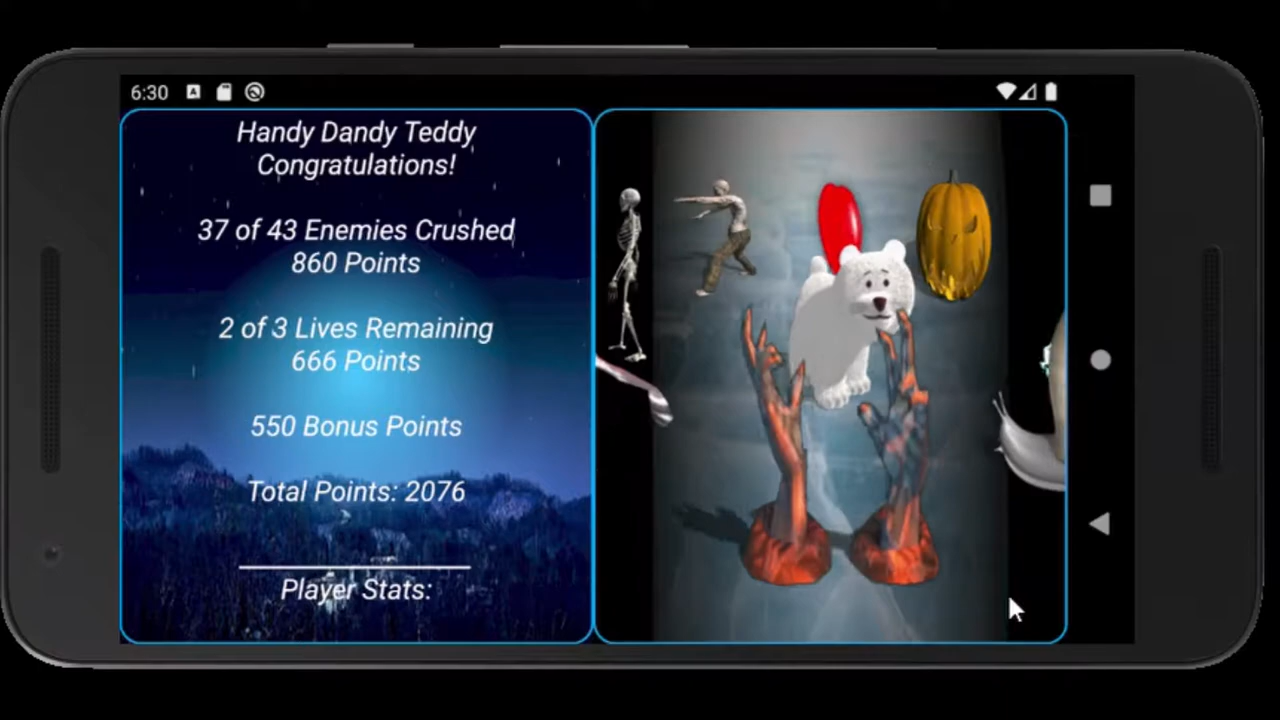 6:30
Handy Dandy Teddy
Congratulations!
37 of 43 Enemies Crushed
860 Points
2 of 3 Lives Remaining
666 Points
550 Bonus Points
Total Points: 2076
Player Stats: